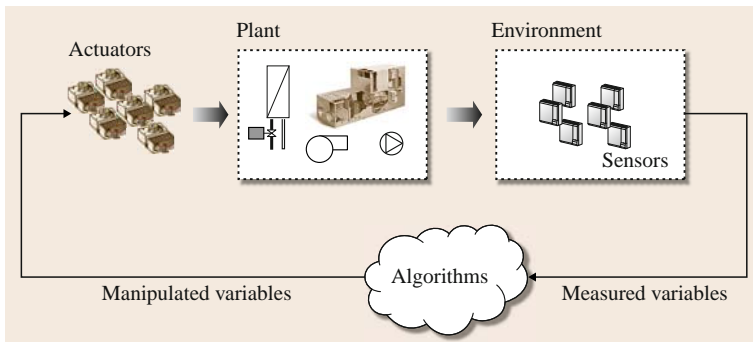 Plant
Environment
Actuators
Sensors
Algorithms
Manipulated variables
Measured variables